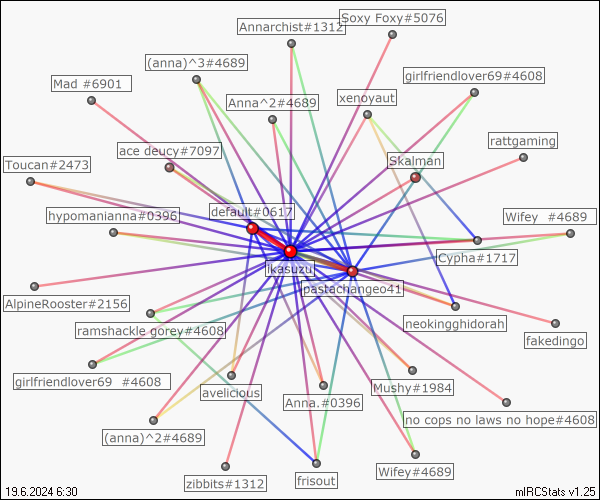 Soxy Foxy#5076
Annarchist#1312
(anna)^3#4689
girlfriendlover69#4608
Mad #6901
xenoyaut
Anna^2#4689
rattgaming
ace deucy#7097
Skalman
Toucan#2473
default#0617
hypomanianna#0396
Wifey  #4689
Cypha#1717
ikasuzu
pastachangeo41
AlpineRooster#2156
neokingghidorah
ramshackle gorey#4608
fakedingo
girlfriendlover69  #4608
Mushy#1984
avelicious
Anna.#0396
no cops no laws no hope#4608
(anna)^2#4689
Wifey#4689
zibbits#1312
frisout
19.6.2024 6:30
mIRCStats v1.25